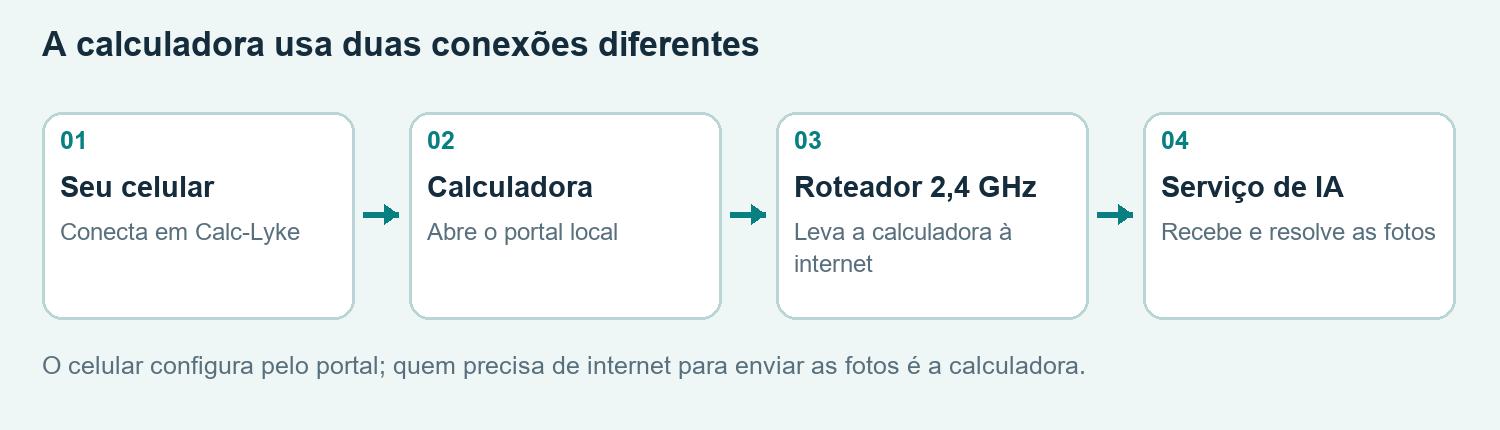 A calculadora usa duas conexões diferentes
01
Seu celular
Conecta em Calc-Lyke
02
Calculadora
Abre o portal local
03
Roteador 2,4 GHz
Leva a calculadora à
internet
04
Serviço de IA
Recebe e resolve as fotos
O celular configura pelo portal; quem precisa de internet para enviar as fotos é a calculadora.